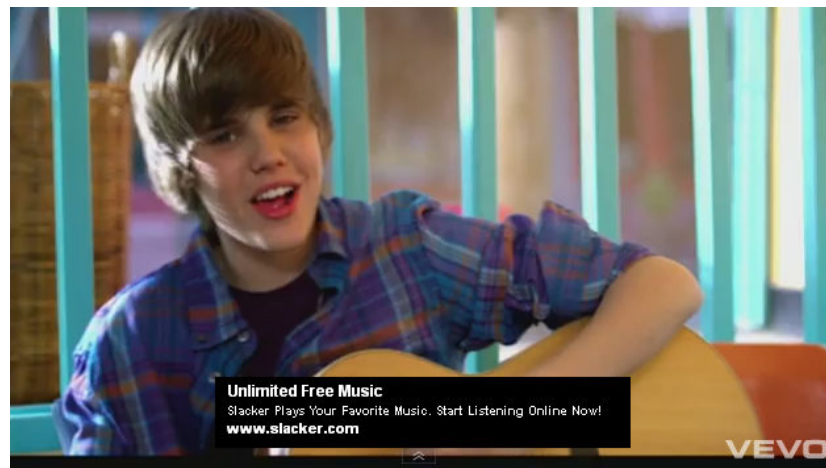 Unlimited Free Music
Slacker Plays Your Favorite Music. Start Listening Online Now!
www.slacker.com
VEVO